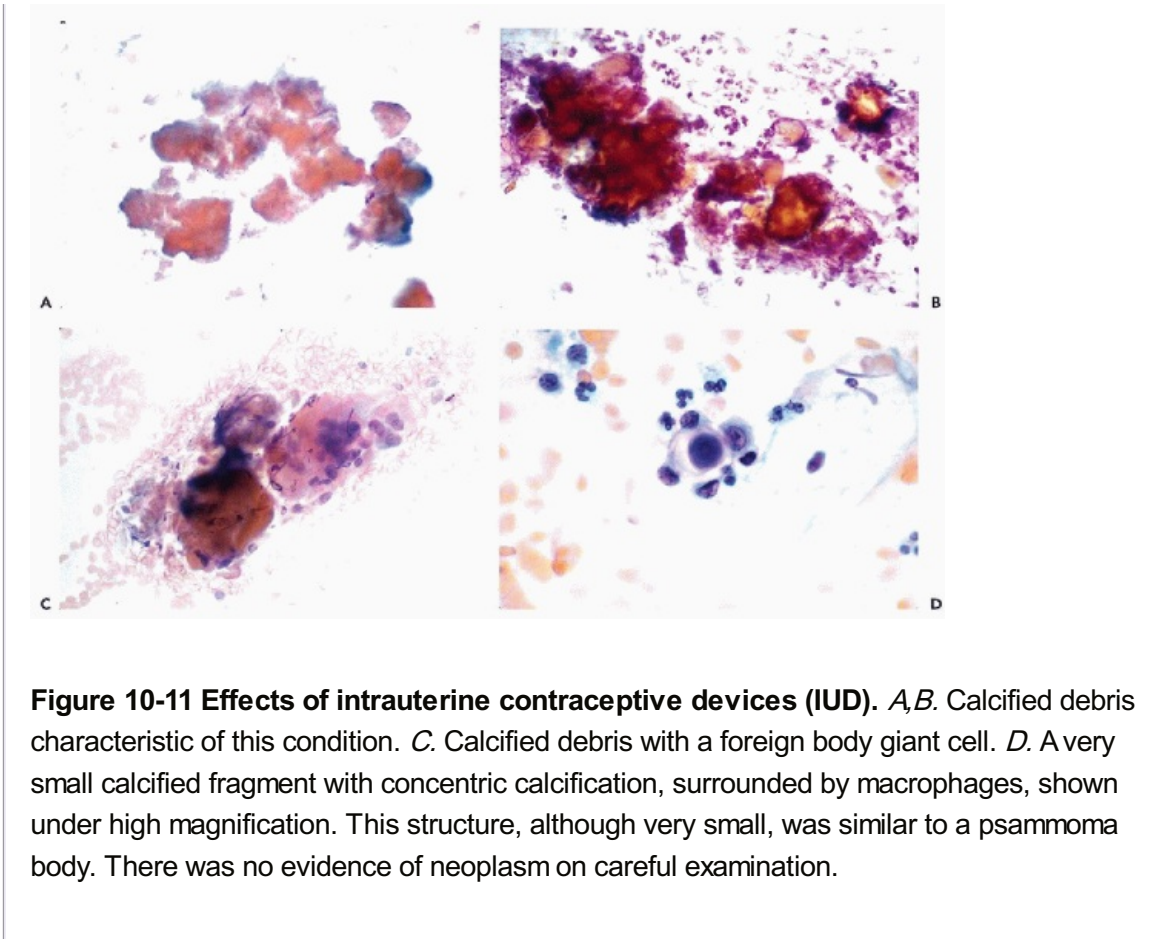 A
B
C
D
Figure 10-11 Effects of intrauterine contraceptive devices (IUD). A,B. Calcified debris
characteristic of this condition. C. Calcified debris with a foreign body giant cell. D. A very
small calcified fragment with concentric calcification, surrounded by macrophages, shown
under high magnification. This structure, although very small, was similar to a psammoma
body. There was no evidence of neoplasm on careful examination.